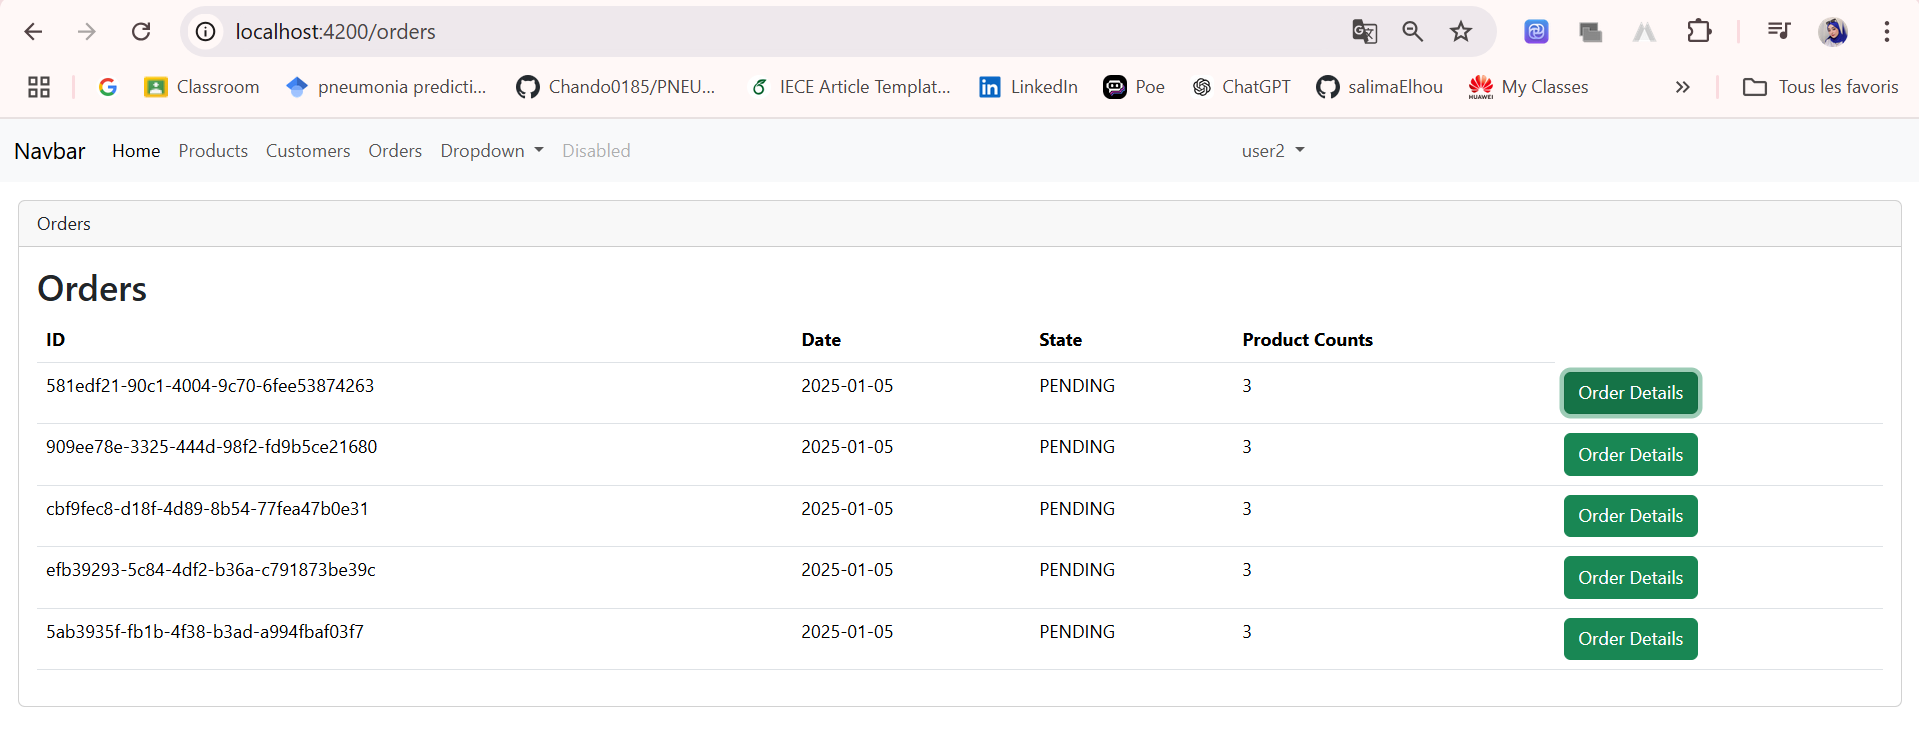 localhost:4200/orders
Classroom pneumonia predicti... Chando0185/PNEU... IECE Article Templat... LinkedIn Poe ChatGPT salimaElhou HUAWEI My Classes » Tous les favoris
Navbar Home Products Customers Orders Dropdown Disabled user2
Orders
Orders
ID Date State Product Counts
581edf21-90c1-4004-9c70-6fee53874263 2025-01-05 PENDING 3 Order Details
909ee78e-3325-444d-98f2-fd9b5ce21680 2025-01-05 PENDING 3 Order Details
cbf9fec8-d18f-4d89-8b54-77fea47b0e31 2025-01-05 PENDING 3 Order Details
efb39293-5c84-4df2-b36a-c791873be39c 2025-01-05 PENDING 3 Order Details
5ab3935f-fb1b-4f38-b3ad-a994fbaf03f7 2025-01-05 PENDING 3 Order Details